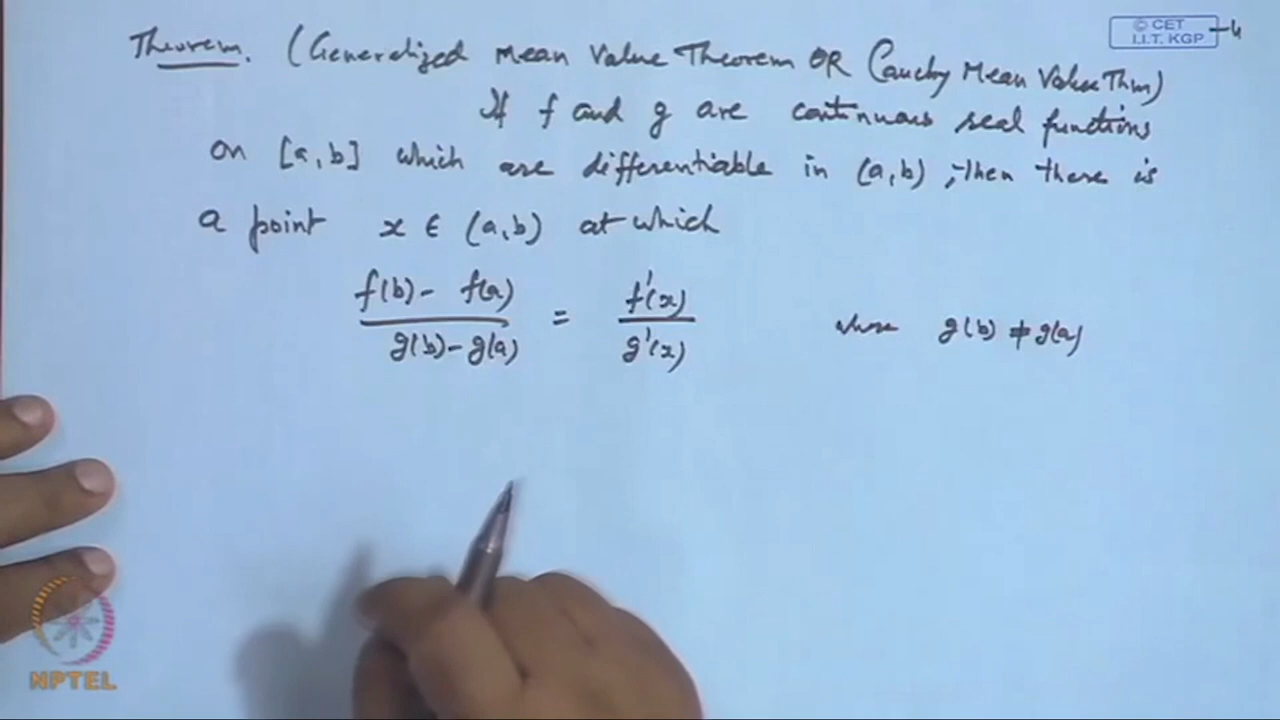 © CET
I.I.T. KGP
Theorem. (Generalized Mean Value Theorem OR Cauchy Mean Value Thm)
If f and g are continuous real functions
on [a,b] which are differentiable in (a,b), then there is
a point x ∈ (a,b) at which
f(b) - f(a) / g(b) - g(a) = f'(x) / g'(x) where g(b) ≠ g(a)
NPTEL